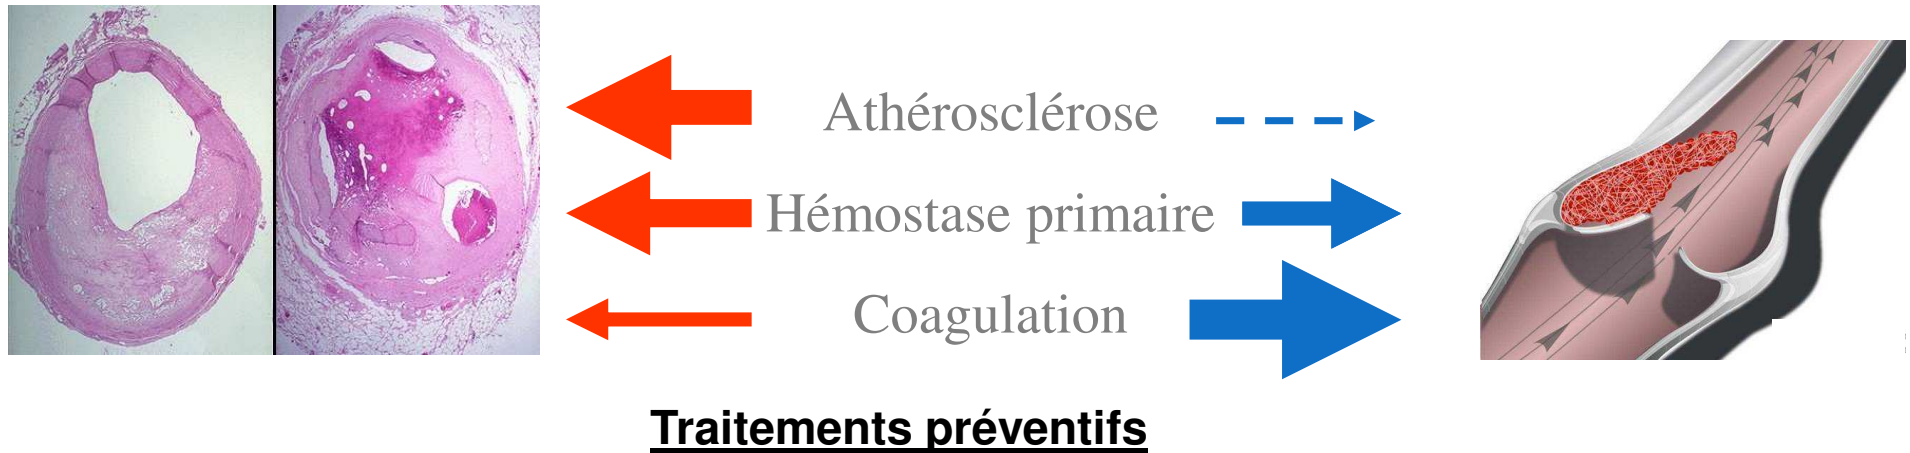 Athérosclérose
Hémostase primaire
Coagulation
Traitements préventifs